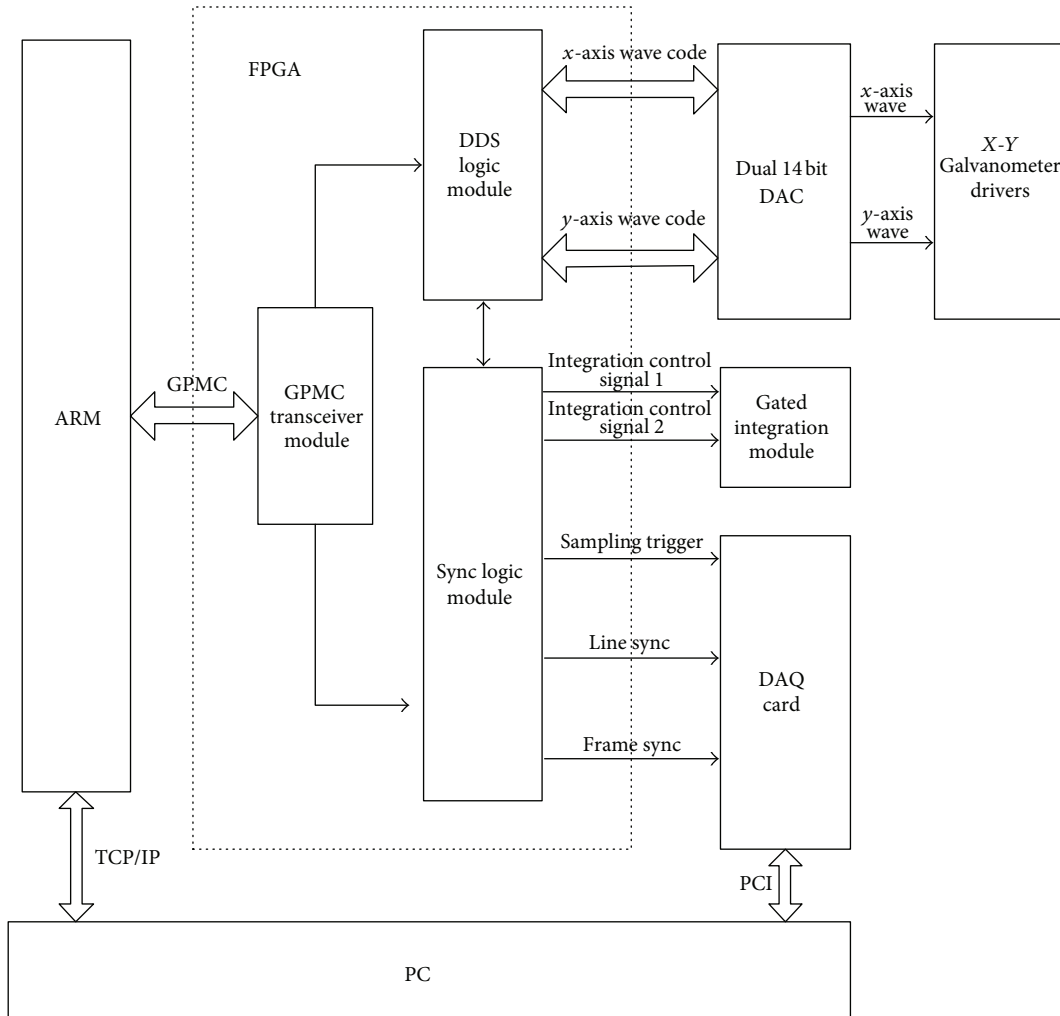 FPGA
x-axis wave code
x-axis
wave
DDS
logic
module
Dual 14 bit
DAC
X-Y
Galvanometer
drivers
y-axis wave code
y-axis
wave
ARM
GPMC
GPMC
transceiver
module
Integration control
signal 1
Integration control
signal 2
Gated
integration
module
Sync logic
module
Sampling trigger
Line sync
Frame sync
DAQ
card
TCP/IP
PCI
PC